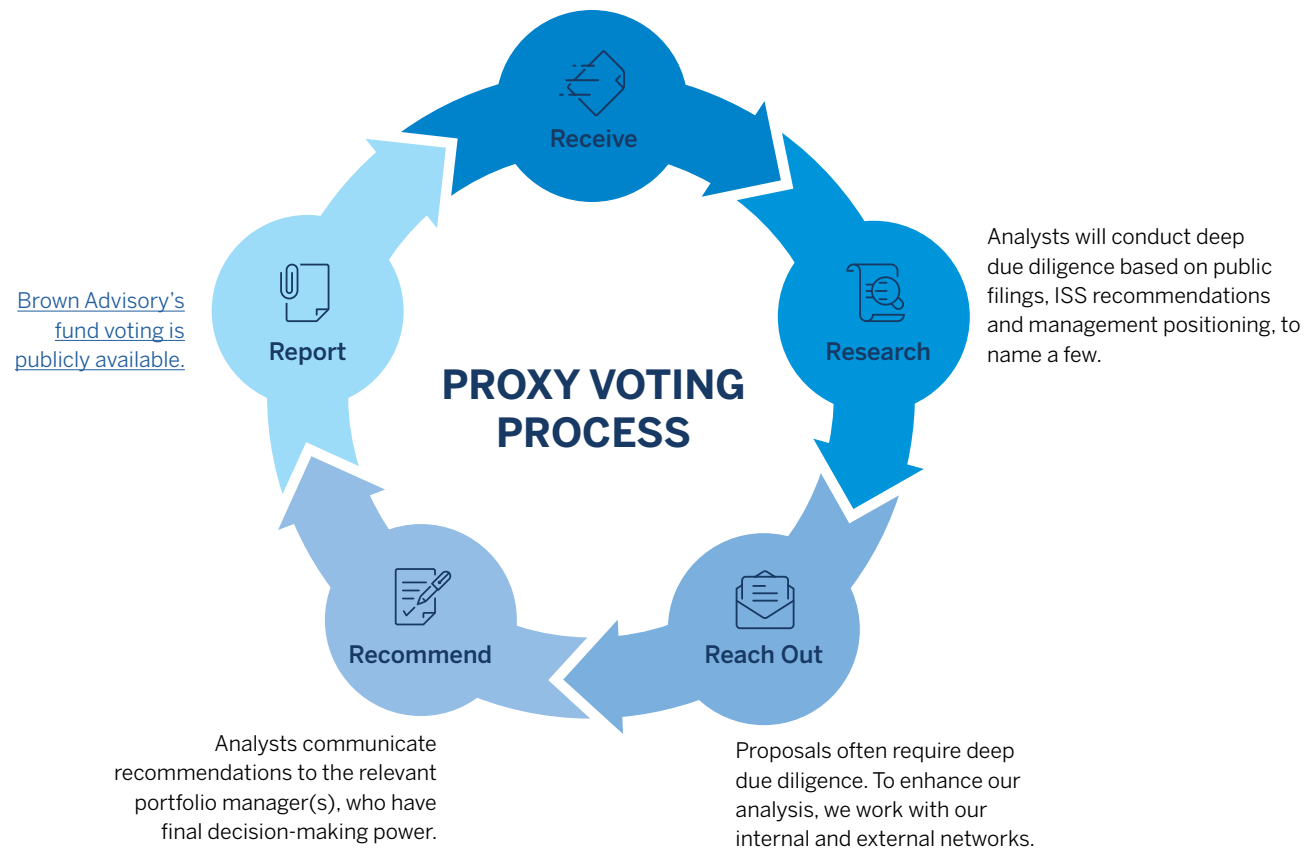 Receive
Analysts will conduct deep
due diligence based on public
filings, ISS recommendations
and management positioning, to
name a few.
Research
Brown Advisory’s
fund voting is
publicly available.
Report
PROXY VOTING
PROCESS
Reach Out
Recommend
Proposals often require deep
due diligence. To enhance our
analysis, we work with our
internal and external networks.
Analysts communicate
recommendations to the relevant
portfolio manager(s), who have
final decision-making power.